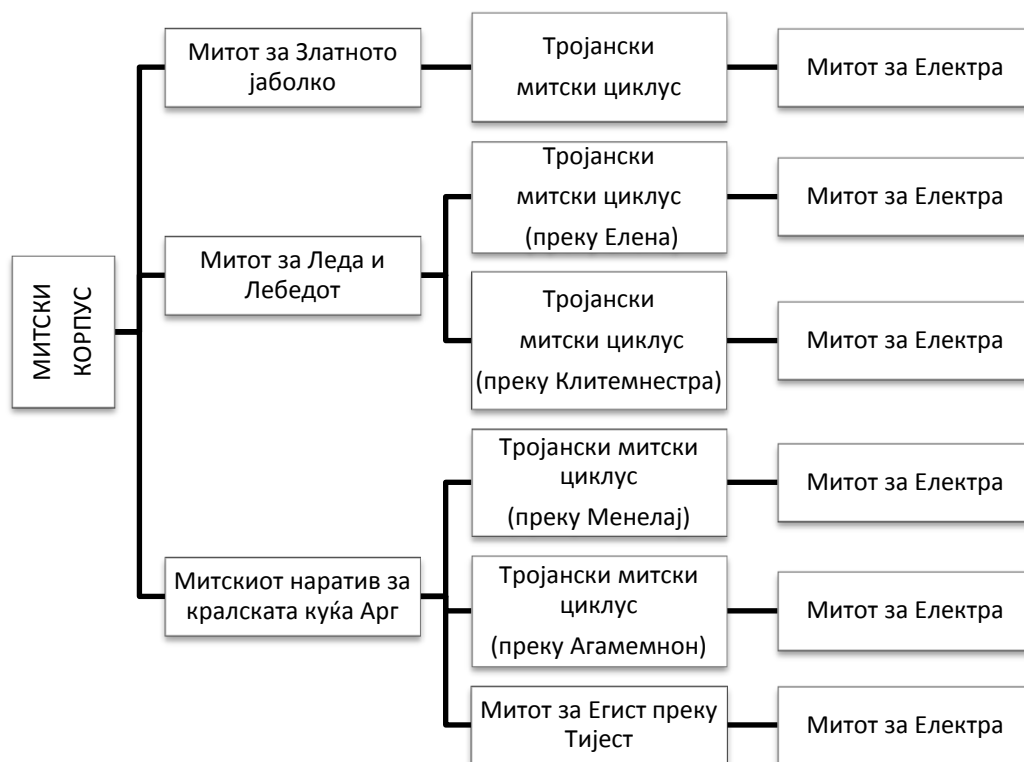 МИТСКИ
КОРПУС
Митот за Златното
јаболко
Тројански
митски циклус
Митот за Електра
Митот за Леда и
Лебедот
Тројански
митски циклус
(преку Елена)
Митот за Електра
Тројански
митски циклус
(преку Клитемнестра)
Митот за Електра
Митскиот наратив за
кралската куќа Арг
Тројански митски
циклус
(преку Менелај)
Митот за Електра
Тројански митски
циклус
(преку Агамемнон)
Митот за Електра
Митот за Егист преку
Тијест
Митот за Електра